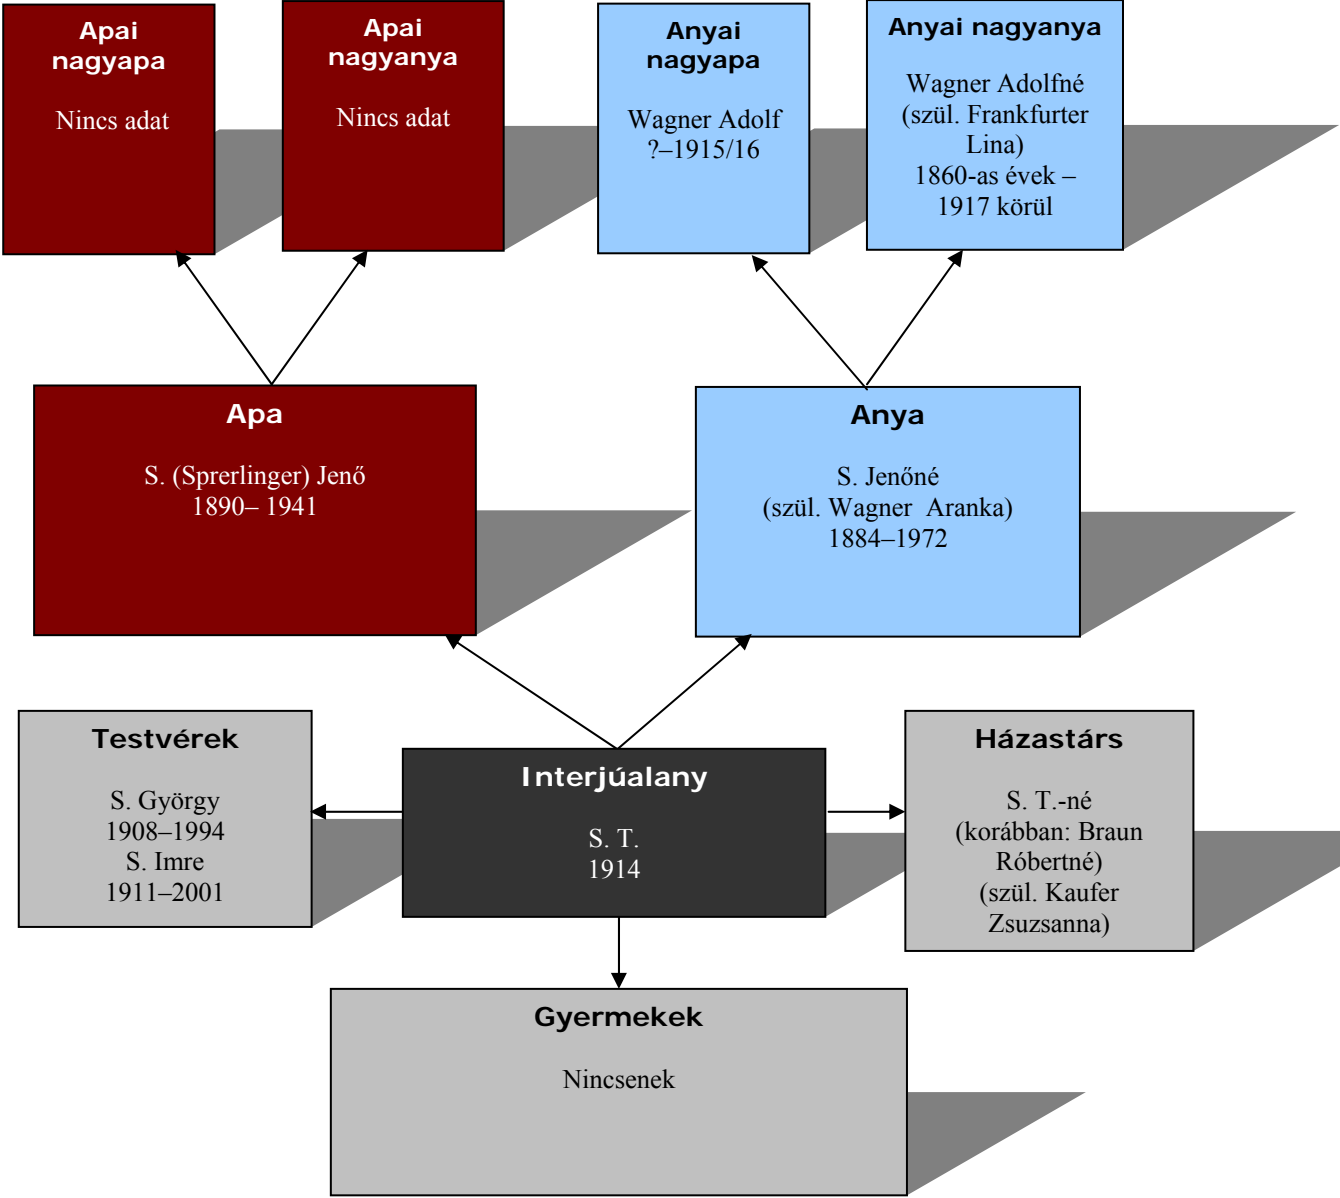 Apai
nagyapa
Nincs adat
Apai
nagyanya
Nincs adat
Anyai
nagyapa
Wagner Adolf
?–1915/16
Anyai nagyanya
Wagner Adolfné
(szül. Frankfurter
Lina)
1860-as évek –
1917 körül
Apa
S. (Sprerlinger) Jenő
1890– 1941
Anya
S. Jenőné
(szül. Wagner Aranka)
1884–1972
Testvérek
S. György
1908–1994
S. Imre
1911–2001
Interjúalany
S. T.
1914
Házastárs
S. T.-né
(korábban: Braun
Róbertné)
(szül. Kaufer
Zsuzsanna)
Gyermekek
Nincsenek